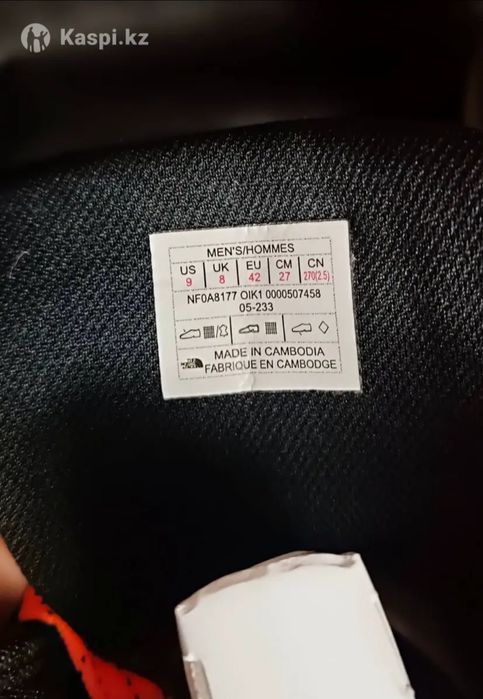 Kaspi.kz
MEN'S/HOMMES
US UK EU CM CN
9 8 42 27 270(2.5)
NF0A8177 OIK1 0000507458
05-233
MADE IN CAMBODIA
FABRIQUE EN CAMBODGE